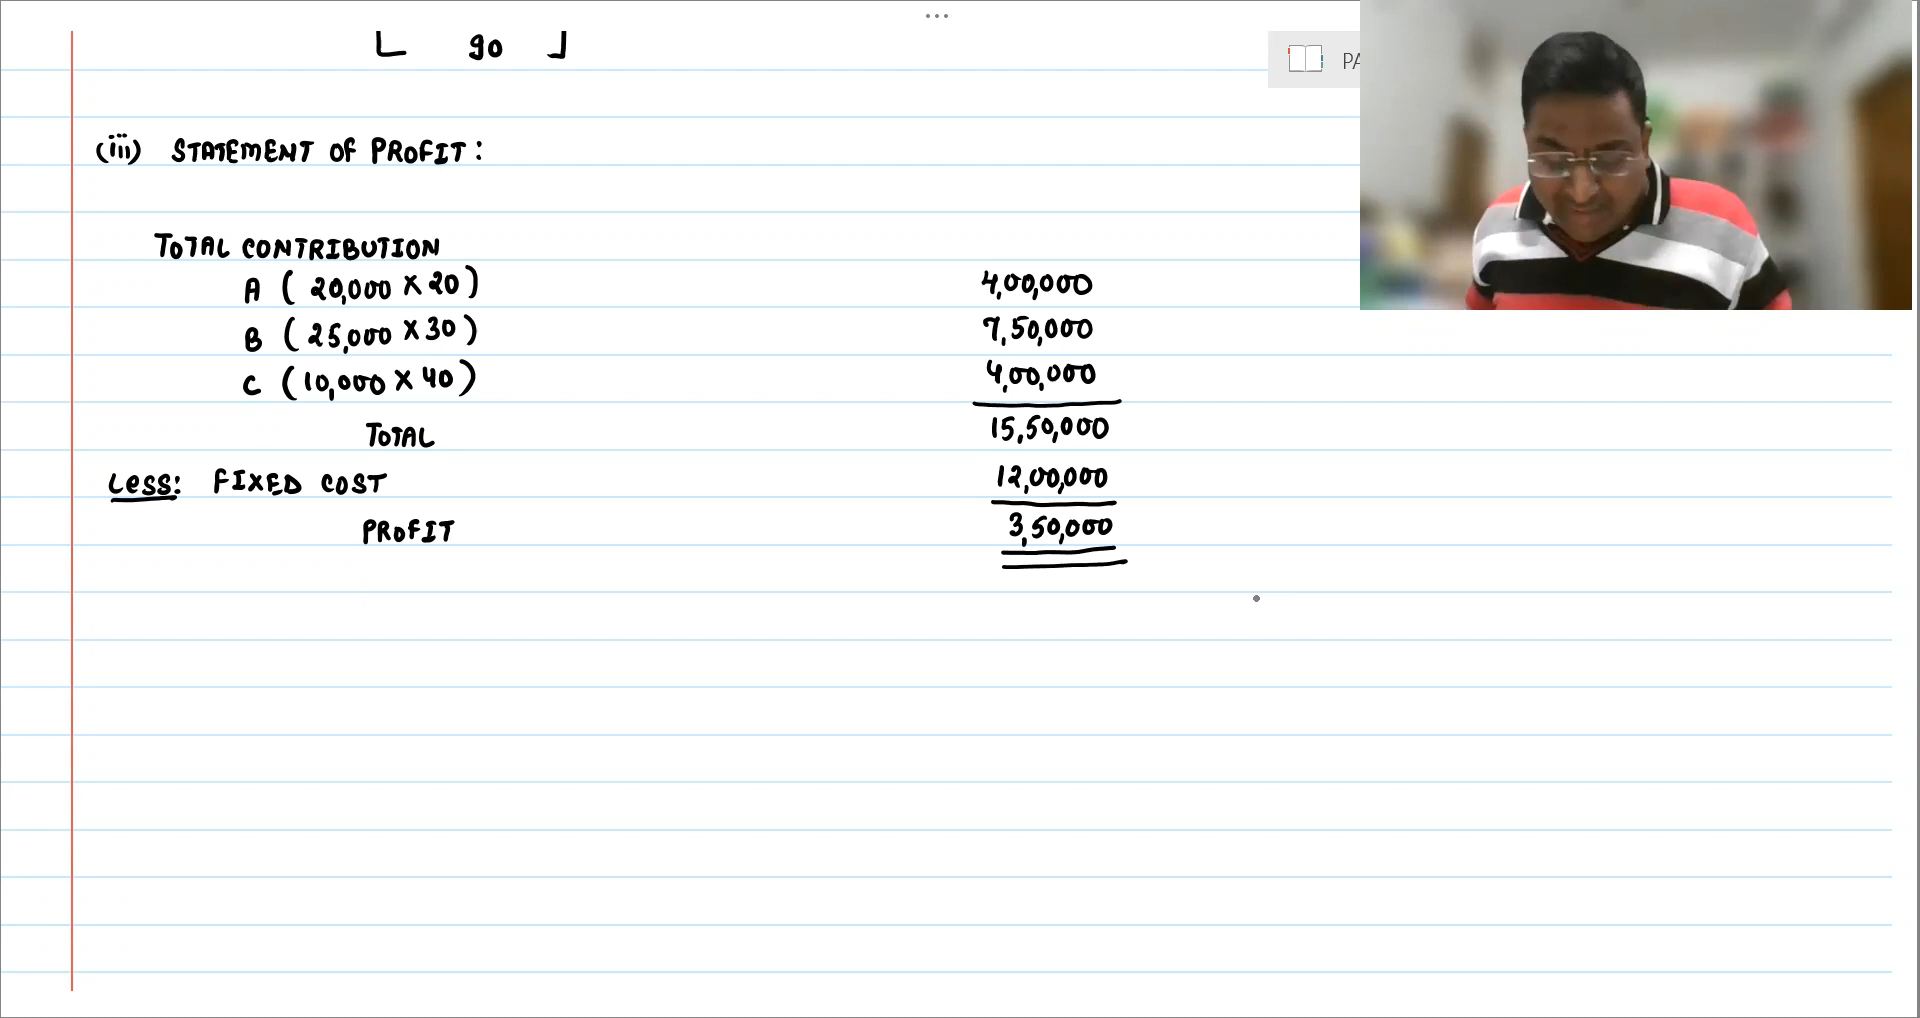 [ 90 ]
PA
(iii) STATEMENT OF PROFIT:
TOTAL CONTRIBUTION
A ( 20,000 × 20 ) 4,00,000
B ( 25,000 × 30 ) 7,50,000
C ( 10,000 × 40 ) 4,00,000
TOTAL 15,50,000
Less: FIXED COST 12,00,000
PROFIT 3,50,000